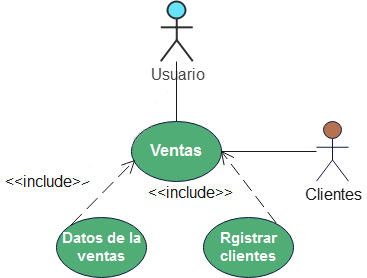 Usuario
Ventas
<<include>>
<<include>>
Clientes
Datos de la
ventas
Rgistrar
clientes